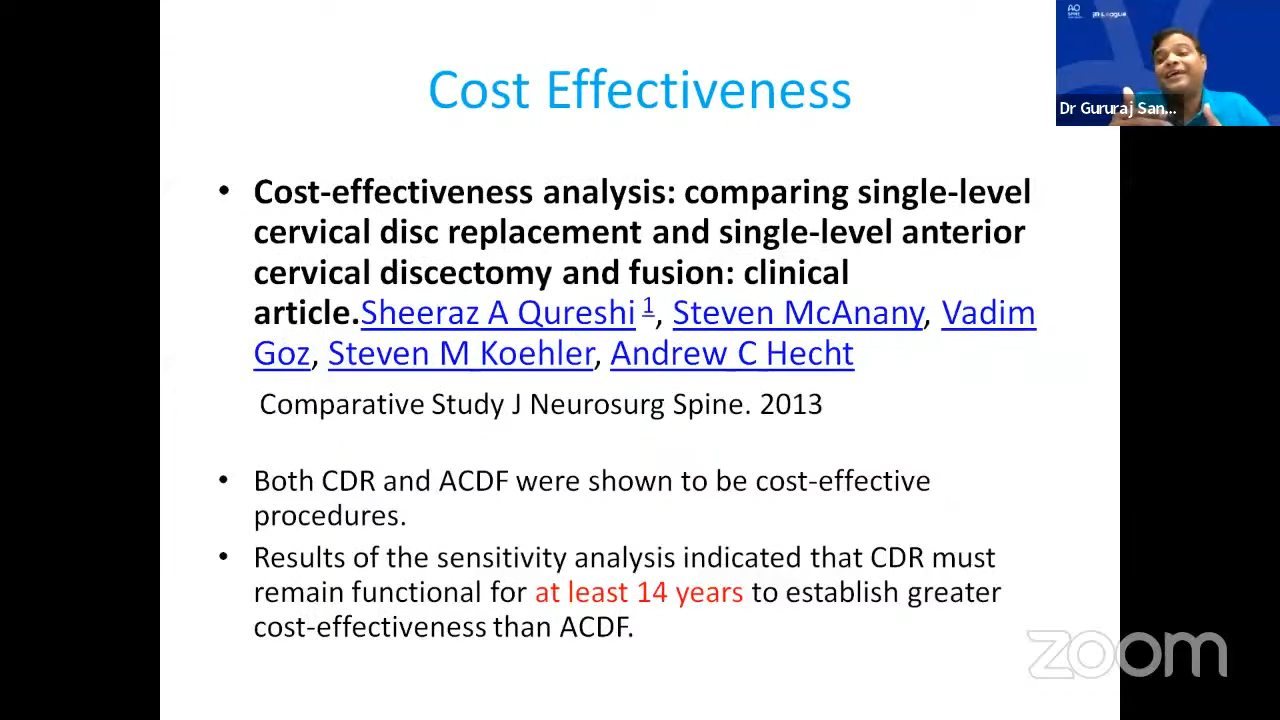 Cost Effectiveness
• Cost-effectiveness analysis: comparing single-level
cervical disc replacement and single-level anterior
cervical discectomy and fusion: clinical
article.Sheeraz A Qureshi 1, Steven McAnany, Vadim
Goz, Steven M Koehler, Andrew C Hecht
Comparative Study J Neurosurg Spine. 2013
• Both CDR and ACDF were shown to be cost-effective
procedures.
• Results of the sensitivity analysis indicated that CDR must
remain functional for at least 14 years to establish greater
cost-effectiveness than ACDF.
AO
SPINE
Dr Gururaj San...
zoom